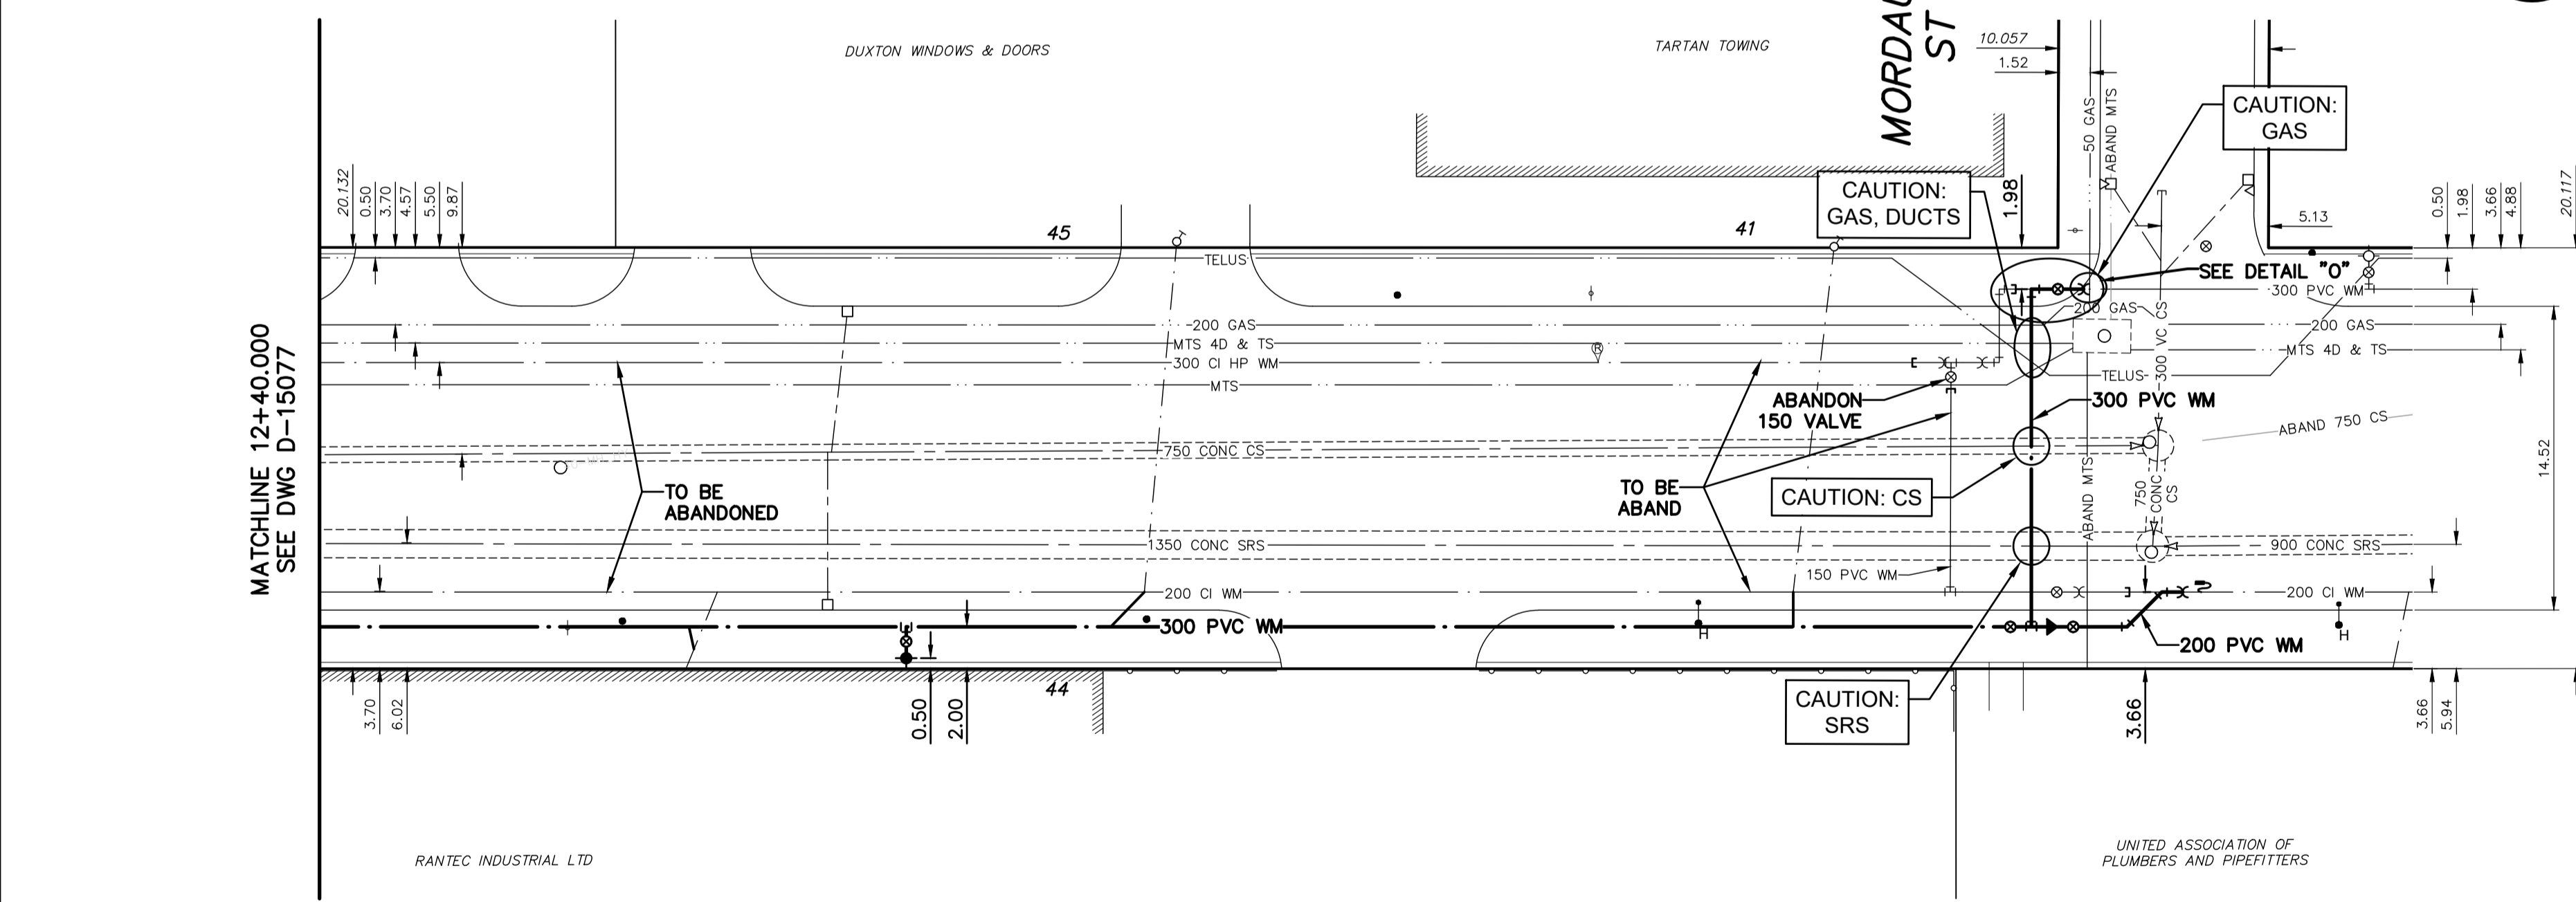 DUXTON WINDOWS & DOORS
TARTAN TOWING
ST
10.057
1.52
50 GAS
ABAND MTS
CAUTION:
GAS
20.132
0.50
3.70
4.57
5.50
9.87
45
41
CAUTION:
GAS, DUCTS
1.98
5.13
0.50
1.98
3.66
4.88
20.117
TELUS
SEE DETAIL "O"
300 PVC WM
200 GAS
200 GAS
200 GAS
MTS 4D & TS
MTS 4D & TS
300 CI HP WM
R
300 VC CS
TELUS
MTS
MATCHLINE 12+40.000
SEE DWG D-15077
ABANDON
150 VALVE
300 PVC WM
ABAND 750 CS
750 CONC CS
14.52
TO BE
ABANDONED
TO BE
ABAND
CAUTION: CS
ABAND MTS
750
CONC
CS
1350 CONC SRS
900 CONC SRS
150 PVC WM
200 CI WM
200 CI WM
300 PVC WM
H
H
200 PVC WM
44
CAUTION:
SRS
3.70
6.02
0.50
2.00
3.66
3.66
5.94
RANTEC INDUSTRIAL LTD
UNITED ASSOCIATION OF
PLUMBERS AND PIPEFITTERS